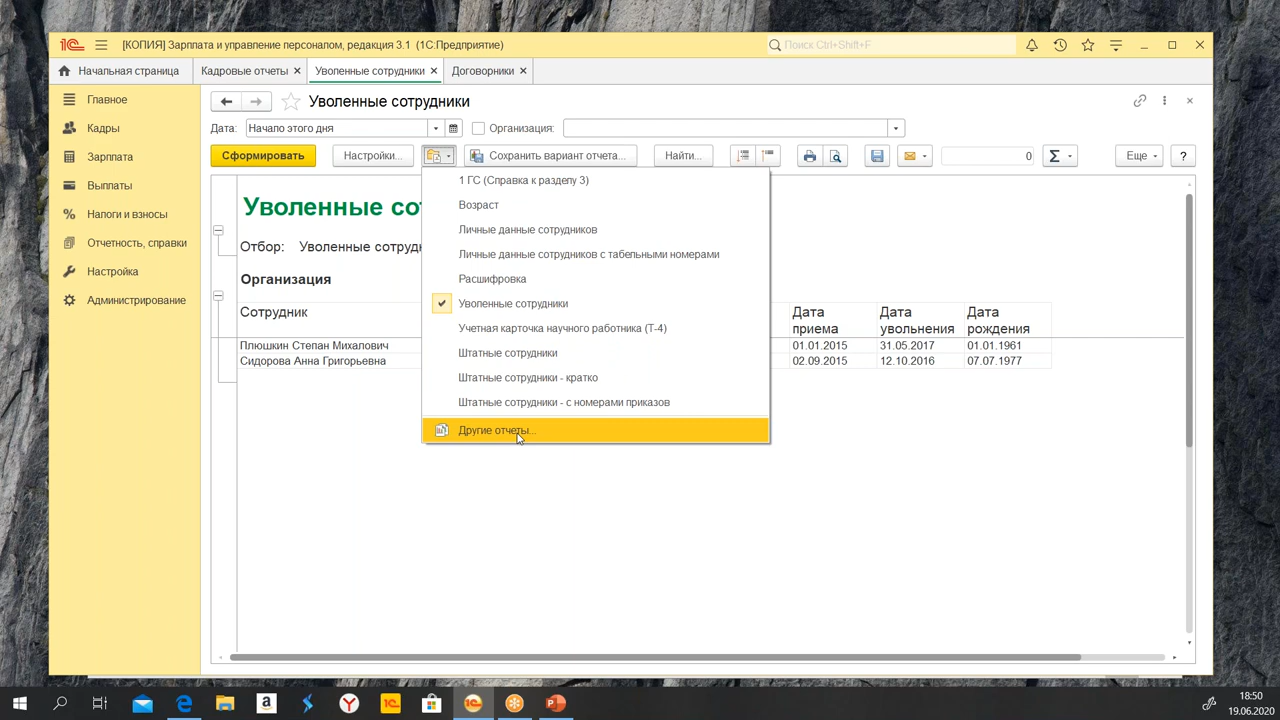 [КОПИЯ] Зарплата и управление персоналом, редакция 3.1 (1С:Предприятие)
Поиск Ctrl+Shift+F
Начальная страница
Кадровые отчеты ×
Уволенные сотрудники ×
Договорники ×
Главное
Кадры
Зарплата
Выплаты
Налоги и взносы
Отчетность, справки
Настройка
Администрирование
Уволенные сотрудники
Дата: Начало этого дня Организация:
Сформировать Настройки... Сохранить вариант отчета... Найти... 0 Σ Еще ?
1 ГС (Справка к разделу 3)
Возраст
Личные данные сотрудников
Личные данные сотрудников с табельными номерами
Расшифровка
Уволенные сотрудники
Учетная карточка научного работника (Т-4)
Штатные сотрудники
Штатные сотрудники - кратко
Штатные сотрудники - с номерами приказов
Другие отчеты...
Уволенные со
Отбор: Уволенные сотрудн
Организация
Сотрудник Дата приема Дата увольнения Дата рождения
Плюшкин Степан Михалович 01.01.2015 31.05.2017 01.01.1961
Сидорова Анна Григорьевна 02.09.2015 12.10.2016 07.07.1977
18:50
19.06.2020